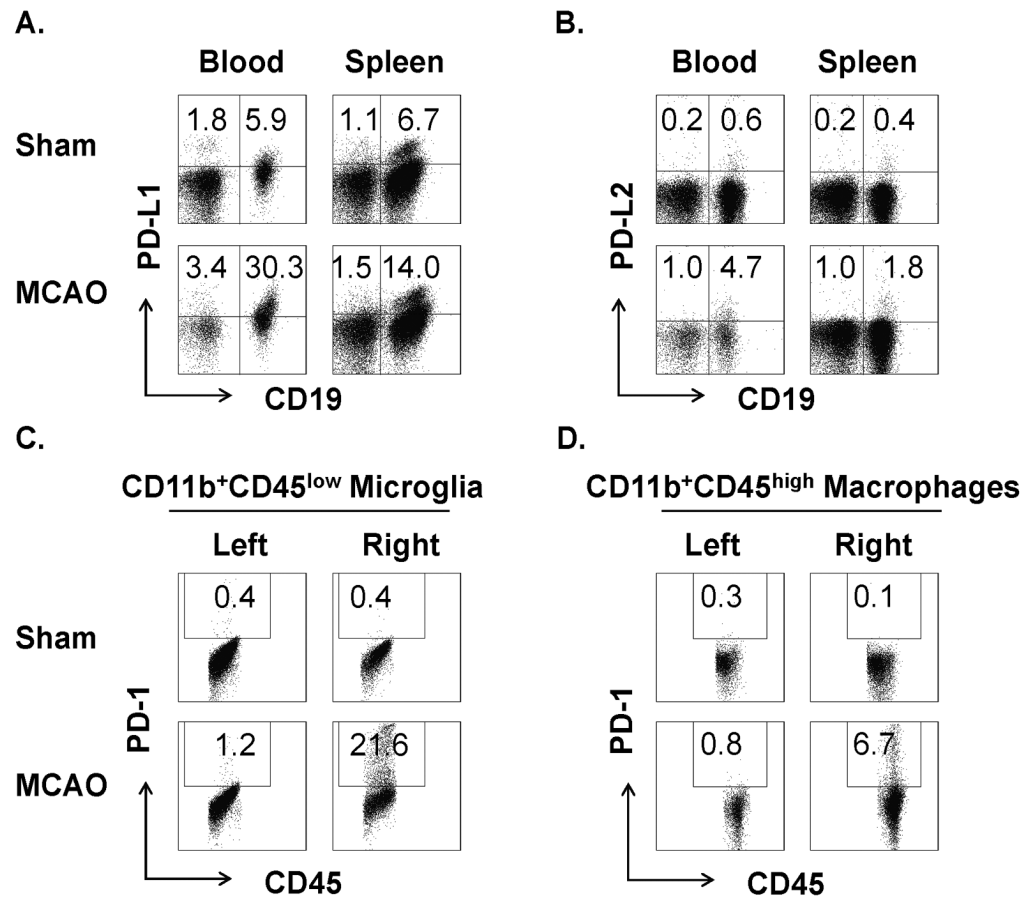 A.
Blood Spleen
Sham
1.8 5.9 1.1 6.7
MCAO
3.4 30.3 1.5 14.0
PD-L1
CD19
B.
Blood Spleen
0.2 0.6 0.2 0.4
1.0 4.7 1.0 1.8
PD-L2
CD19
C.
CD11b⁺CD45ˡᵒʷ Microglia
Left Right
Sham
0.4 0.4
MCAO
1.2 21.6
PD-1
CD45
D.
CD11b⁺CD45ʰⁱᵍʰ Macrophages
Left Right
0.3 0.1
0.8 6.7
PD-1
CD45